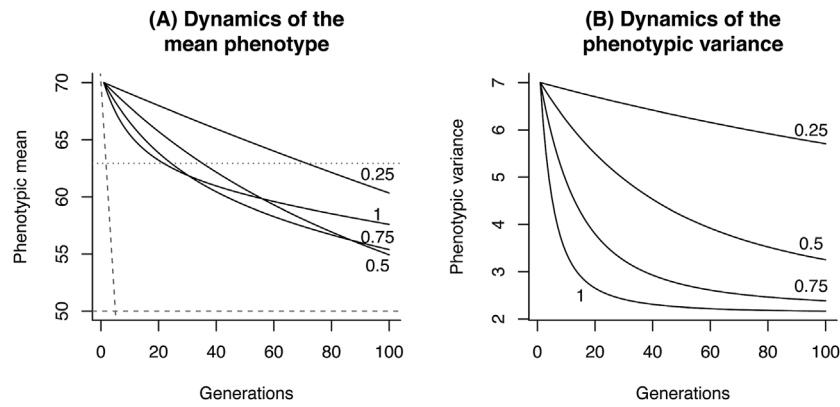 (A) Dynamics of the
mean phenotype
Phenotypic mean
70
65
60
55
50
0.25
1
0.75
0.5
0 20 40 60 80 100
Generations
(B) Dynamics of the
phenotypic variance
Phenotypic variance
7
6
5
4
3
2
0.25
0.5
0.75
1
0 20 40 60 80 100
Generations